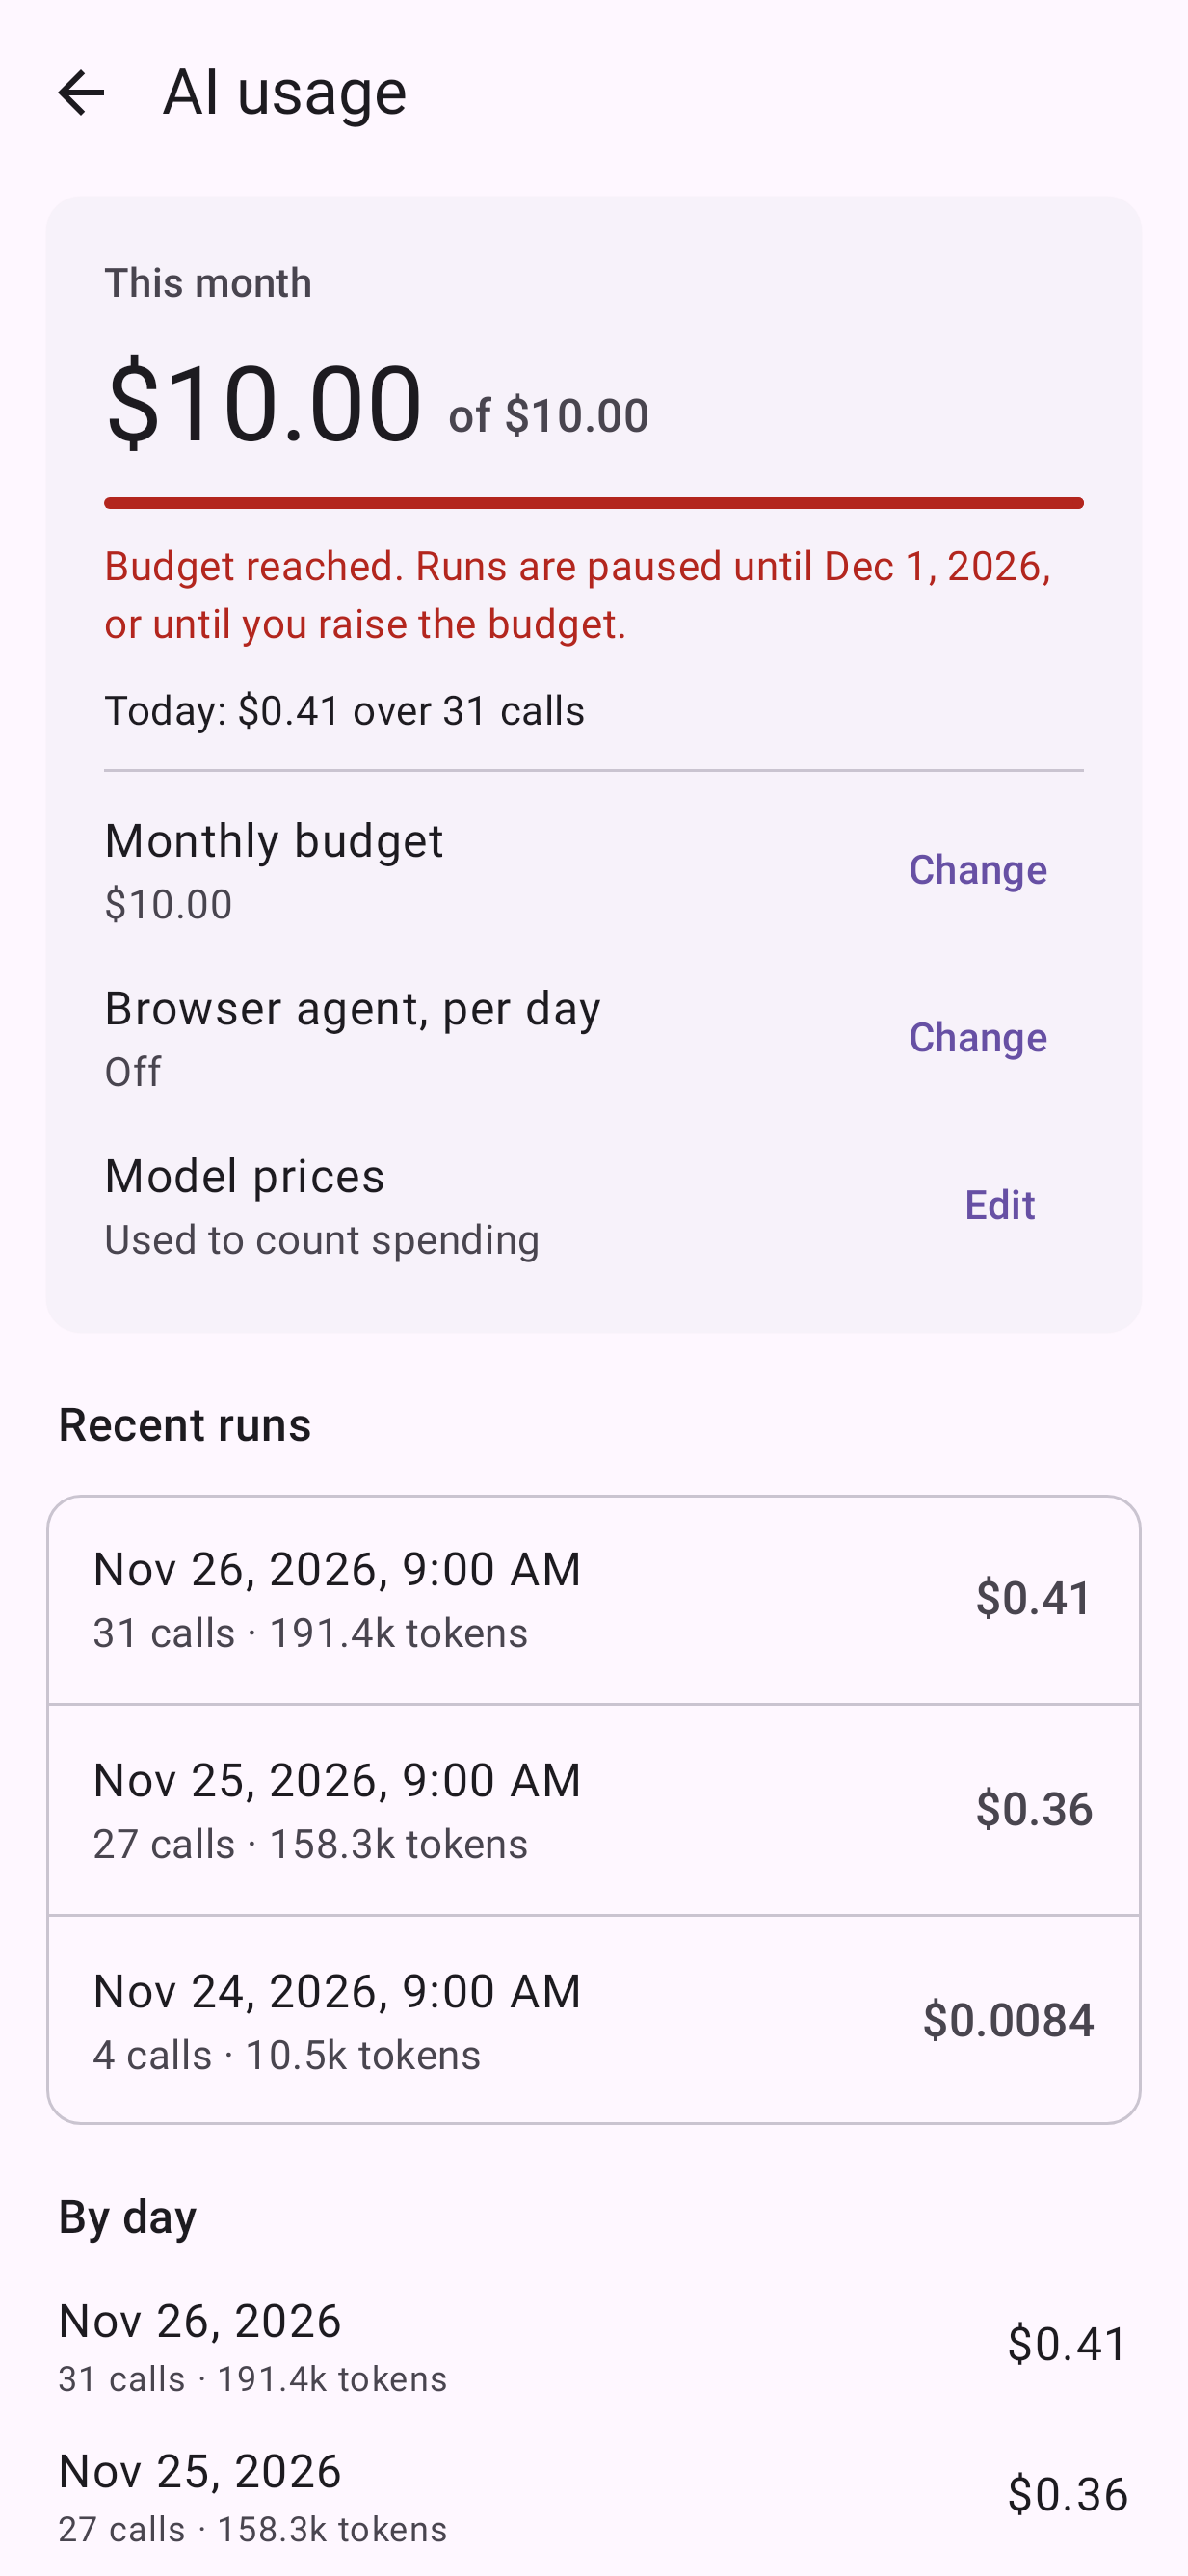 AI usage
This month
$10.00 of $10.00
Budget reached. Runs are paused until Dec 1, 2026,
or until you raise the budget.
Today: $0.41 over 31 calls
Monthly budget
$10.00
Change
Browser agent, per day
Off
Change
Model prices
Used to count spending
Edit
Recent runs
Nov 26, 2026, 9:00 AM
31 calls · 191.4k tokens
$0.41
Nov 25, 2026, 9:00 AM
27 calls · 158.3k tokens
$0.36
Nov 24, 2026, 9:00 AM
4 calls · 10.5k tokens
$0.0084
By day
Nov 26, 2026
31 calls · 191.4k tokens
$0.41
Nov 25, 2026
27 calls · 158.3k tokens
$0.36